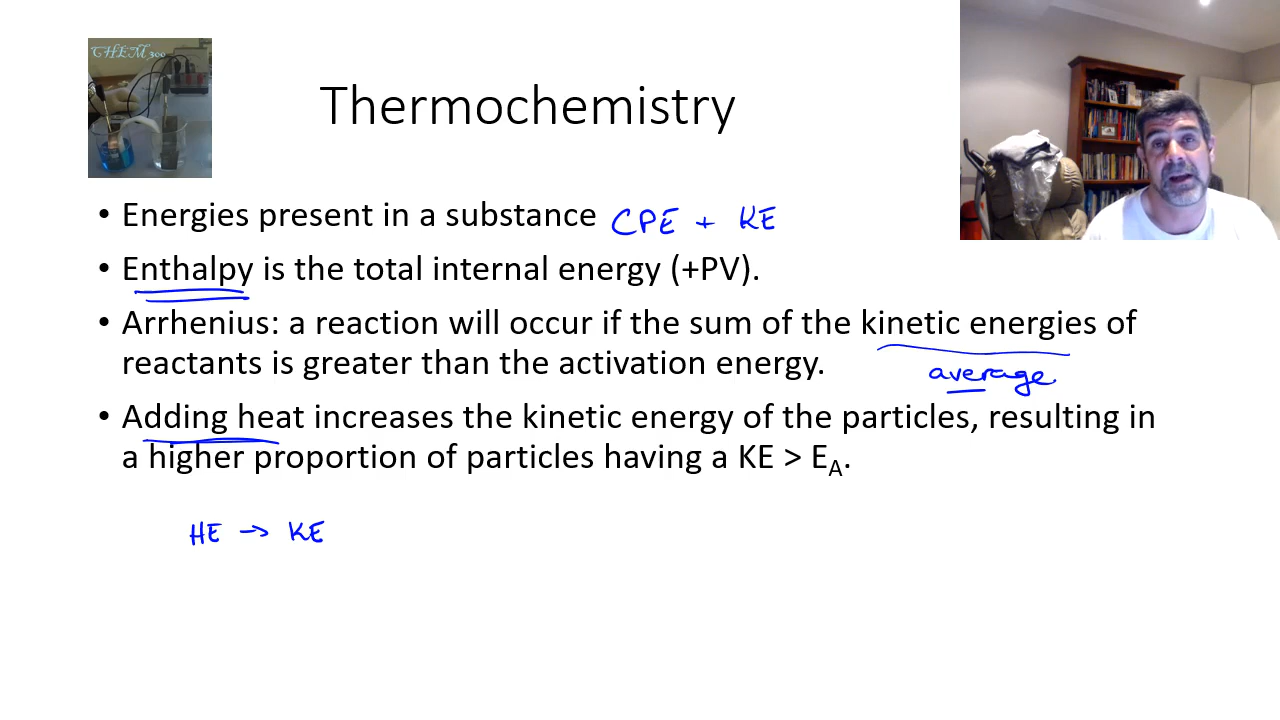 CHEM300
Thermochemistry
• Energies present in a substance CPE + KE
• Enthalpy is the total internal energy (+PV).
• Arrhenius: a reaction will occur if the sum of the kinetic energies of
reactants is greater than the activation energy.
average
• Adding heat increases the kinetic energy of the particles, resulting in
a higher proportion of particles having a KE > EA.
HE → KE